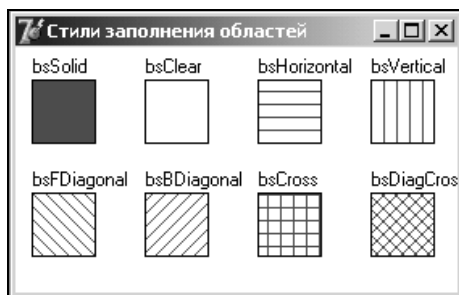 Стили заполнения областей
bsSolid bsClear bsHorizontal bsVertical
bsFDiagonal bsBDiagonal bsCross bsDiagCros